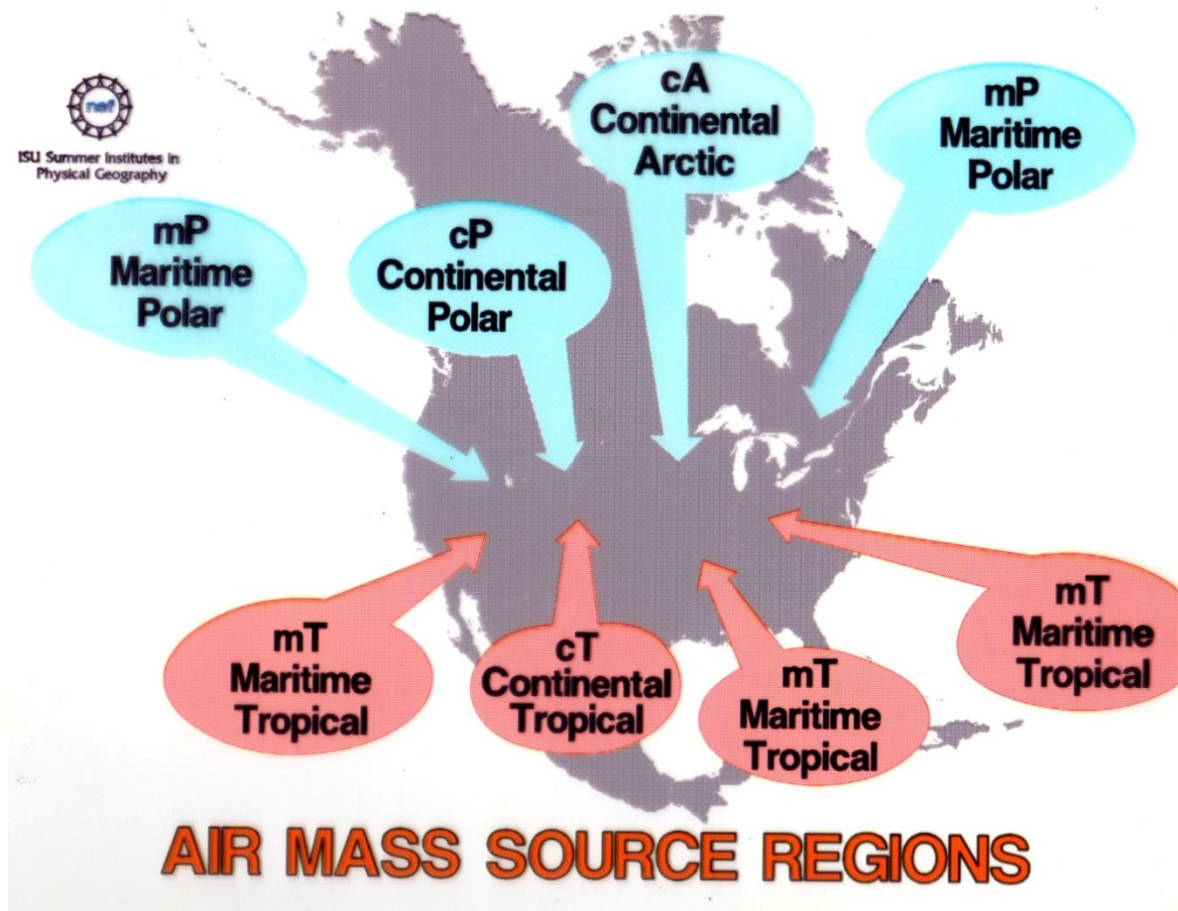 nsf
ISU Summer Institutes in
Physical Geography
cA
Continental
Arctic
mP
Maritime
Polar
mP
Maritime
Polar
cP
Continental
Polar
mT
Maritime
Tropical
cT
Continental
Tropical
mT
Maritime
Tropical
mT
Maritime
Tropical
AIR MASS SOURCE REGIONS